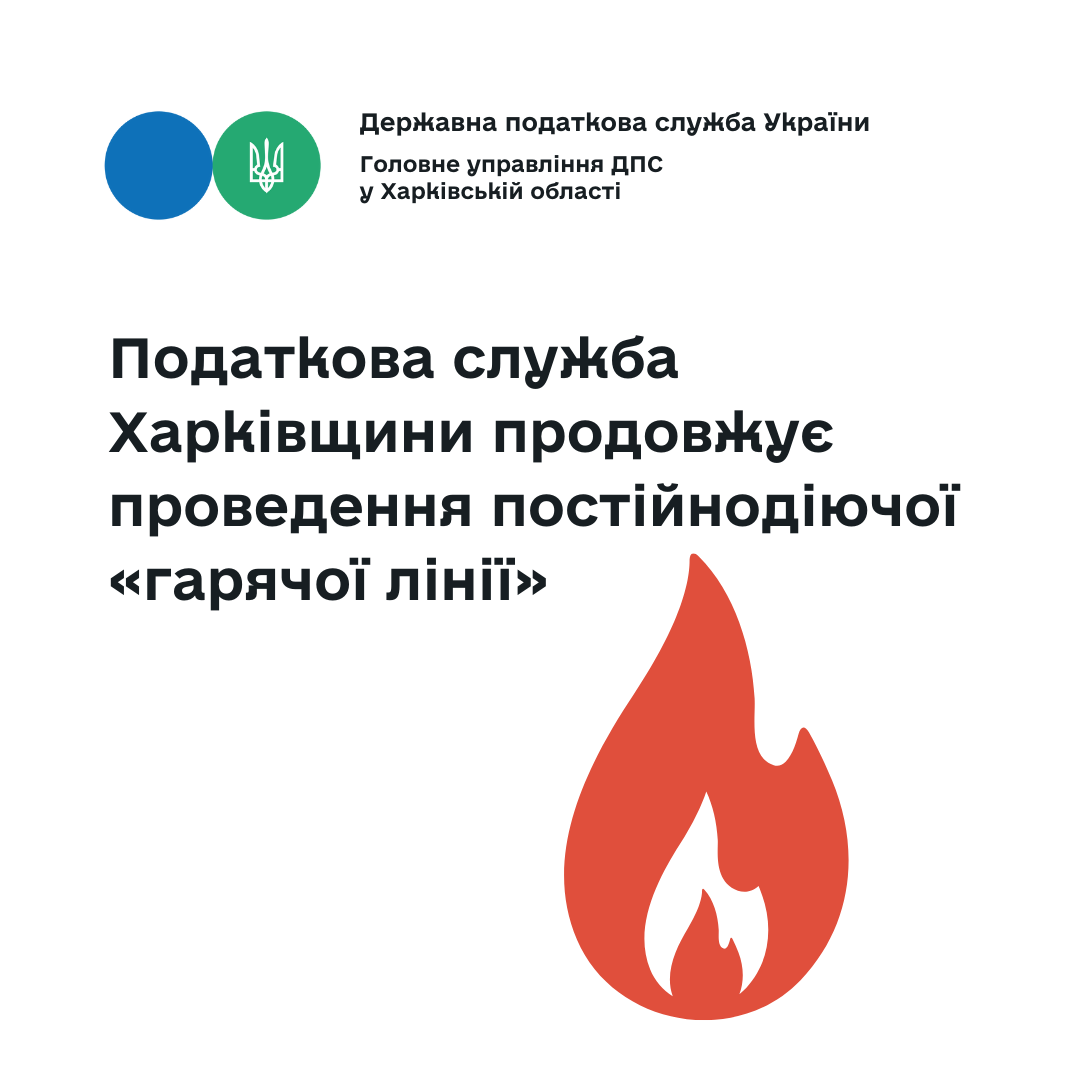 Державна податкова служба України
Головне управління ДПС
у Харківській області
Податкова служба
Харківщини продовжує
проведення постійнодіючої
«гарячої лінії»